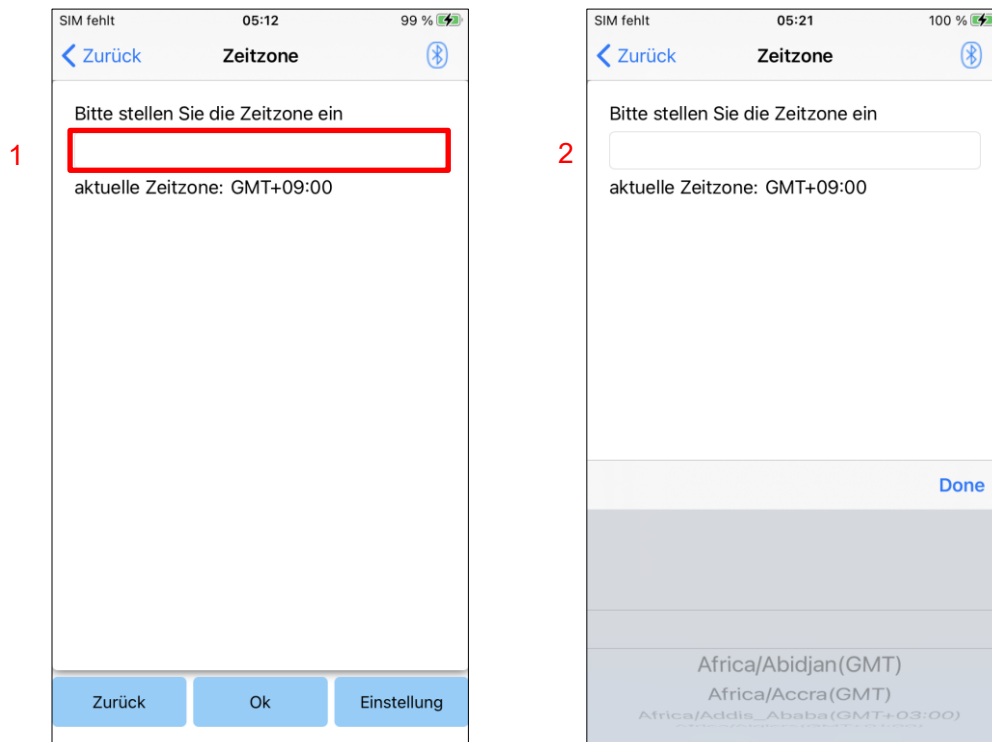 1
SIM fehlt 05:12 99 %
Zurück Zeitzone
Bitte stellen Sie die Zeitzone ein
aktuelle Zeitzone: GMT+09:00
Zurück Ok Einstellung
2
SIM fehlt 05:21 100 %
Zurück Zeitzone
Bitte stellen Sie die Zeitzone ein
aktuelle Zeitzone: GMT+09:00
Done
Africa/Abidjan(GMT)
Africa/Accra(GMT)
Africa/Addis_Ababa(GMT+03:00)